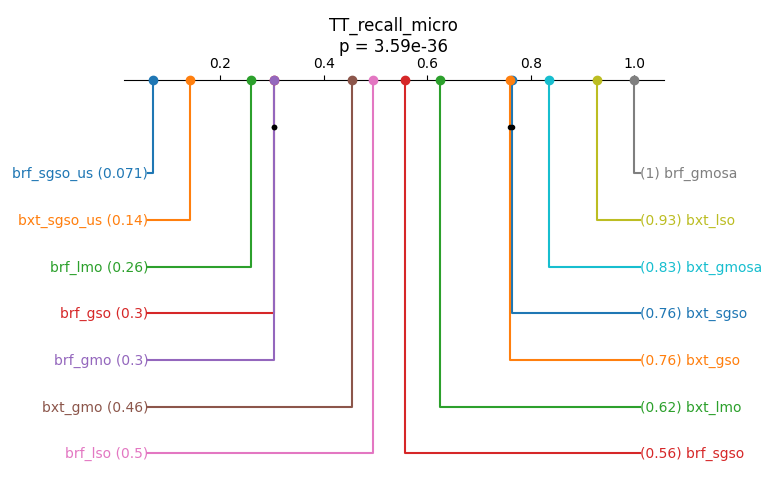 TT_recall_micro
p = 3.59e-36
0.2 0.4 0.6 0.8 1.0
brf_sgso_us (0.071)
(1) brf_gmosa
bxt_sgso_us (0.14)
(0.93) bxt_lso
brf_lmo (0.26)
(0.83) bxt_gmosa
brf_gso (0.3)
(0.76) bxt_sgso
brf_gmo (0.3)
(0.76) bxt_gso
bxt_gmo (0.46)
(0.62) bxt_lmo
brf_lso (0.5)
(0.56) brf_sgso